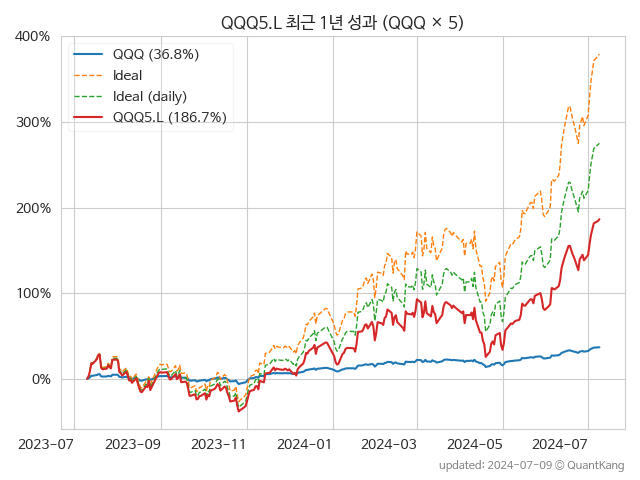 QQQ5.L 최근 1년 성과 (QQQ × 5)
400%
300%
200%
100%
0%
QQQ (36.8%)
Ideal
Ideal (daily)
QQQ5.L (186.7%)
2023-07 2023-09 2023-11 2024-01 2024-03 2024-05 2024-07
updated: 2024-07-09 © QuantKang